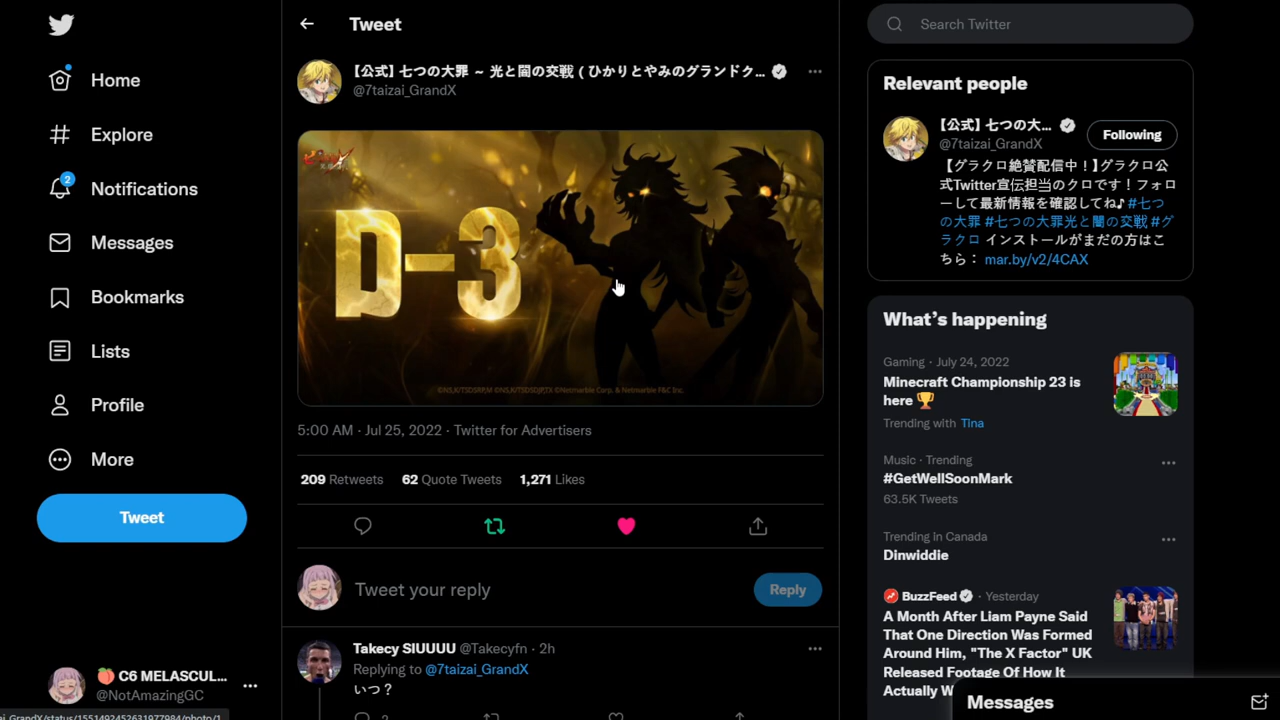 Home
Explore
Notifications
2
Messages
Bookmarks
Lists
Profile
More
Tweet
🍑 C6 MELASCUL...
@NotAmazingGC
Tweet
【公式】七つの大罪 ~ 光と闇の交戦 ( ひかりとやみのグランドク...
@7taizai_GrandX
D-3
5:00 AM · Jul 25, 2022 · Twitter for Advertisers
209 Retweets 62 Quote Tweets 1,271 Likes
Tweet your reply
Reply
Takecy SIUUUU @Takecyfn · 2h
Replying to @7taizai_GrandX
いつ？
2
Search Twitter
Relevant people
【公式】七つの大...
@7taizai_GrandX
Following
【グラクロ絶賛配信中！】グラクロ公
式Twitter宣伝担当のクロです！フォロ
ーして最新情報を確認してね♪ #七つ
の大罪 #七つの大罪光と闇の交戦 #グ
ラクロ インストールがまだの方はこ
ちら： mar.by/v2/4CAX
What's happening
Gaming · July 24, 2022
Minecraft Championship 23 is
here 🏆
Trending with Tina
Music · Trending
#GetWellSoonMark
63.5K Tweets
Trending in Canada
Dinwiddie
BuzzFeed · Yesterday
A Month After Liam Payne Said
That One Direction Was Formed
Around Him, "The X Factor" UK
Released Footage Of How It
Actually W
Messages